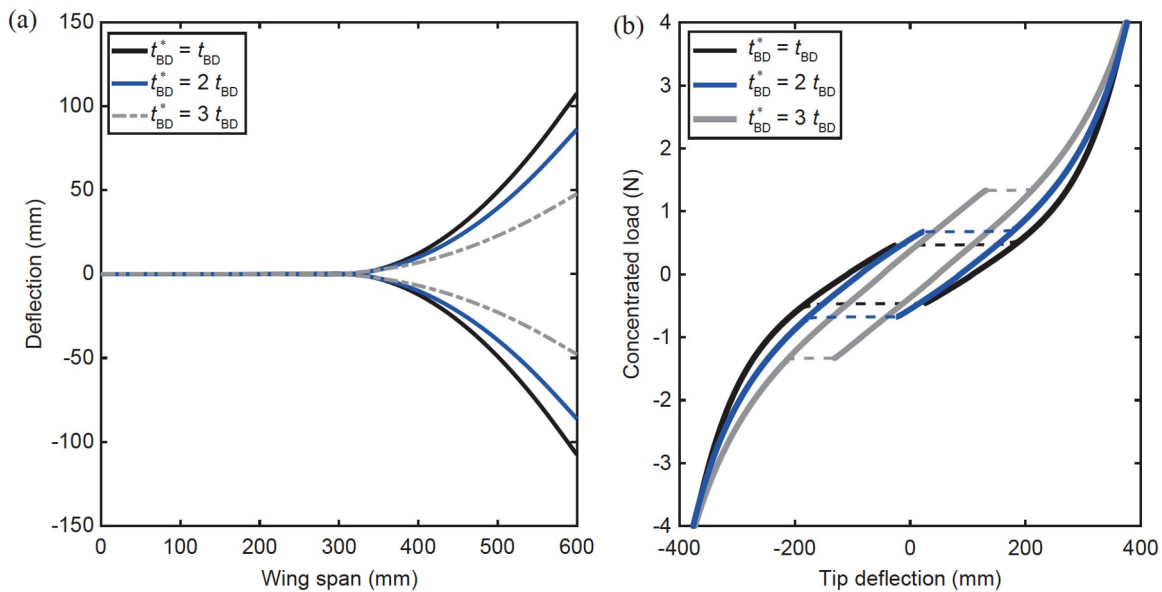 (a)
150
100
50
0
-50
-100
-150
Deflection (mm)
t*BD = tBD
t*BD = 2 tBD
t*BD = 3 tBD
0 100 200 300 400 500 600
Wing span (mm)
(b)
4
3
2
1
0
-1
-2
-3
-4
Concentrated load (N)
t*BD = tBD
t*BD = 2 tBD
t*BD = 3 tBD
-400 -200 0 200 400
Tip deflection (mm)